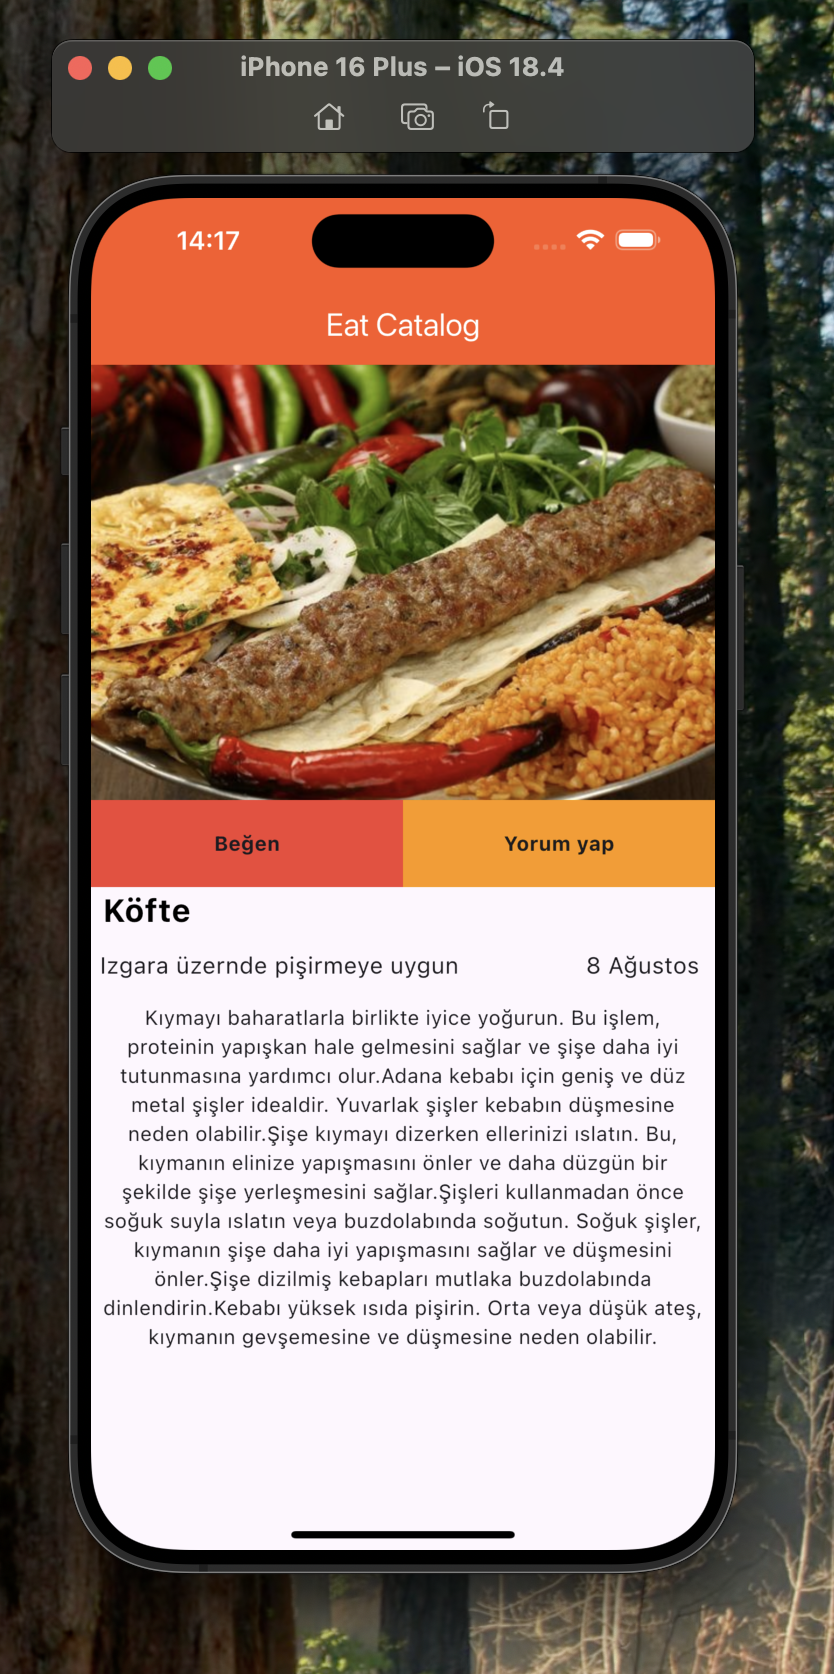 iPhone 16 Plus – iOS 18.4
14:17
Eat Catalog
Beğen
Yorum yap
Köfte
Izgara üzernde pişirmeye uygun
8 Ağustos
Kıymayı baharatlarla birlikte iyice yoğurun. Bu işlem,
proteinin yapışkan hale gelmesini sağlar ve şişe daha iyi
tutunmasına yardımcı olur.Adana kebabı için geniş ve düz
metal şişler idealdir. Yuvarlak şişler kebabın düşmesine
neden olabilir.Şişe kıymayı dizerken ellerinizi ıslatın. Bu,
kıymanın elinize yapışmasını önler ve daha düzgün bir
şekilde şişe yerleşmesini sağlar.Şişleri kullanmadan önce
soğuk suyla ıslatın veya buzdolabında soğutun. Soğuk şişler,
kıymanın şişe daha iyi yapışmasını sağlar ve düşmesini
önler.Şişe dizilmiş kebapları mutlaka buzdolabında
dinlendirin.Kebabı yüksek ısıda pişirin. Orta veya düşük ateş,
kıymanın gevşemesine ve düşmesine neden olabilir.